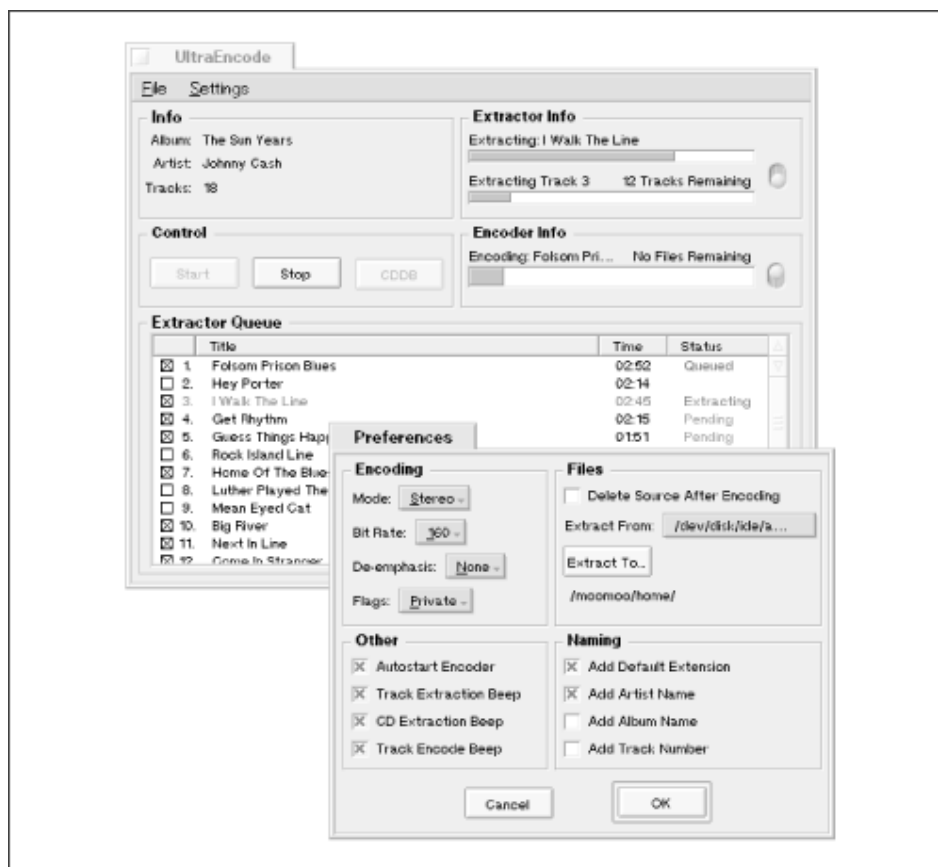 UltraEncode
File Settings
Info
Album: The Sun Years
Artist: Johnny Cash
Tracks: 18
Extractor Info
Extracting: I Walk The Line
Extracting Track 3 12 Tracks Remaining
Control
Start Stop CDDB
Encoder Info
Encoding: Folsom Pri... No Files Remaining
Extractor Queue
Title Time Status
1. Folsom Prison Blues 02:52 Queued
2. Hey Porter 02:14
3. I Walk The Line 02:45 Extracting
4. Get Rhythm 02:15 Pending
5. Guess Things Hap 01:51 Pending
6. Rock Island Line
7. Home Of The Blue
8. Luther Played The
9. Mean Eyed Cat
10. Big River
11. Next In Line
12. Come In Stranger
Preferences
Encoding
Mode: Stereo
Bit Rate: 160
De-emphasis: None
Flags: Private
Files
Delete Source After Encoding
Extract From: /dev/disk/ide/a...
Extract To..
/moomoo/home/
Other
Autostart Encoder
Track Extraction Beep
CD Extraction Beep
Track Encode Beep
Naming
Add Default Extension
Add Artist Name
Add Album Name
Add Track Number
Cancel OK